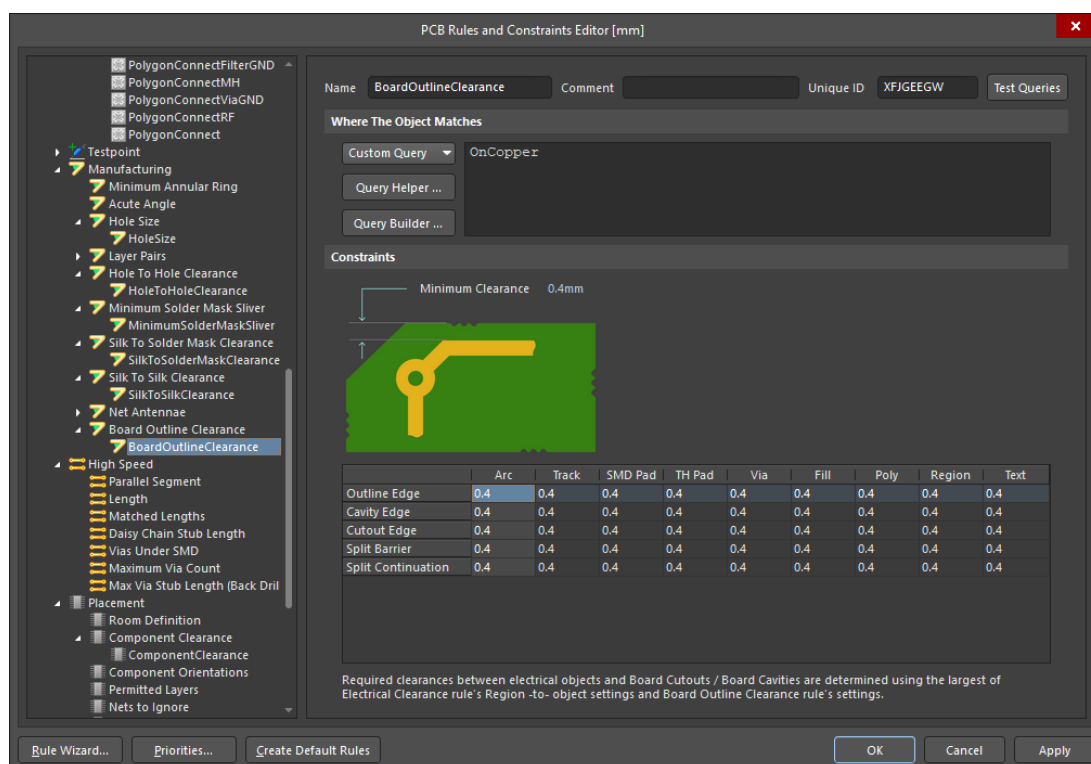 PCB Rules and Constraints Editor [mm]
PolygonConnectFilterGND
PolygonConnectMH
PolygonConnectViaGND
PolygonConnectRF
PolygonConnect
Testpoint
Manufacturing
Minimum Annular Ring
Acute Angle
Hole Size
HoleSize
Layer Pairs
Hole To Hole Clearance
HoleToHoleClearance
Minimum Solder Mask Sliver
MinimumSolderMaskSliver
Silk To Solder Mask Clearance
SilkToSolderMaskClearance
Silk To Silk Clearance
SilkToSilkClearance
Net Antennae
Board Outline Clearance
BoardOutlineClearance
High Speed
Parallel Segment
Length
Matched Lengths
Daisy Chain Stub Length
Vias Under SMD
Maximum Via Count
Max Via Stub Length (Back Dril
Placement
Room Definition
Component Clearance
ComponentClearance
Component Orientations
Permitted Layers
Nets to Ignore
Name BoardOutlineClearance Comment Unique ID XFJGEEGW Test Queries
Where The Object Matches
Custom Query OnCopper
Query Helper ...
Query Builder ...
Constraints
Minimum Clearance 0.4mm
Arc Track SMD Pad TH Pad Via Fill Poly Region Text
Outline Edge 0.4 0.4 0.4 0.4 0.4 0.4 0.4 0.4 0.4
Cavity Edge 0.4 0.4 0.4 0.4 0.4 0.4 0.4 0.4 0.4
Cutout Edge 0.4 0.4 0.4 0.4 0.4 0.4 0.4 0.4 0.4
Split Barrier 0.4 0.4 0.4 0.4 0.4 0.4 0.4 0.4 0.4
Split Continuation 0.4 0.4 0.4 0.4 0.4 0.4 0.4 0.4 0.4
Required clearances between electrical objects and Board Cutouts / Board Cavities are determined using the largest of
Electrical Clearance rule's Region -to- object settings and Board Outline Clearance rule's settings.
Rule Wizard... Priorities... Create Default Rules OK Cancel Apply